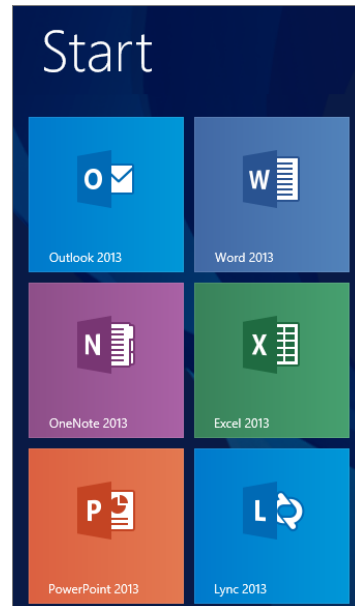 Start
O
Outlook 2013
W
Word 2013
N
OneNote 2013
X
Excel 2013
P
PowerPoint 2013
L
Lync 2013